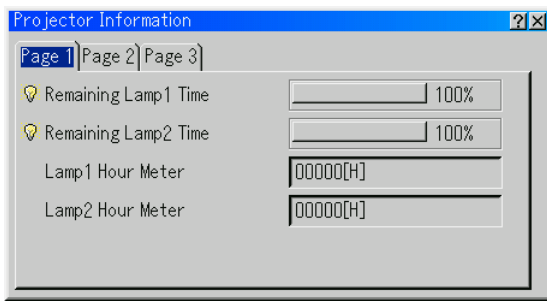 Projector Information ? X
Page 1 Page 2 Page 3
Remaining Lamp1 Time 100%
Remaining Lamp2 Time 100%
Lamp1 Hour Meter 00000[H]
Lamp2 Hour Meter 00000[H]